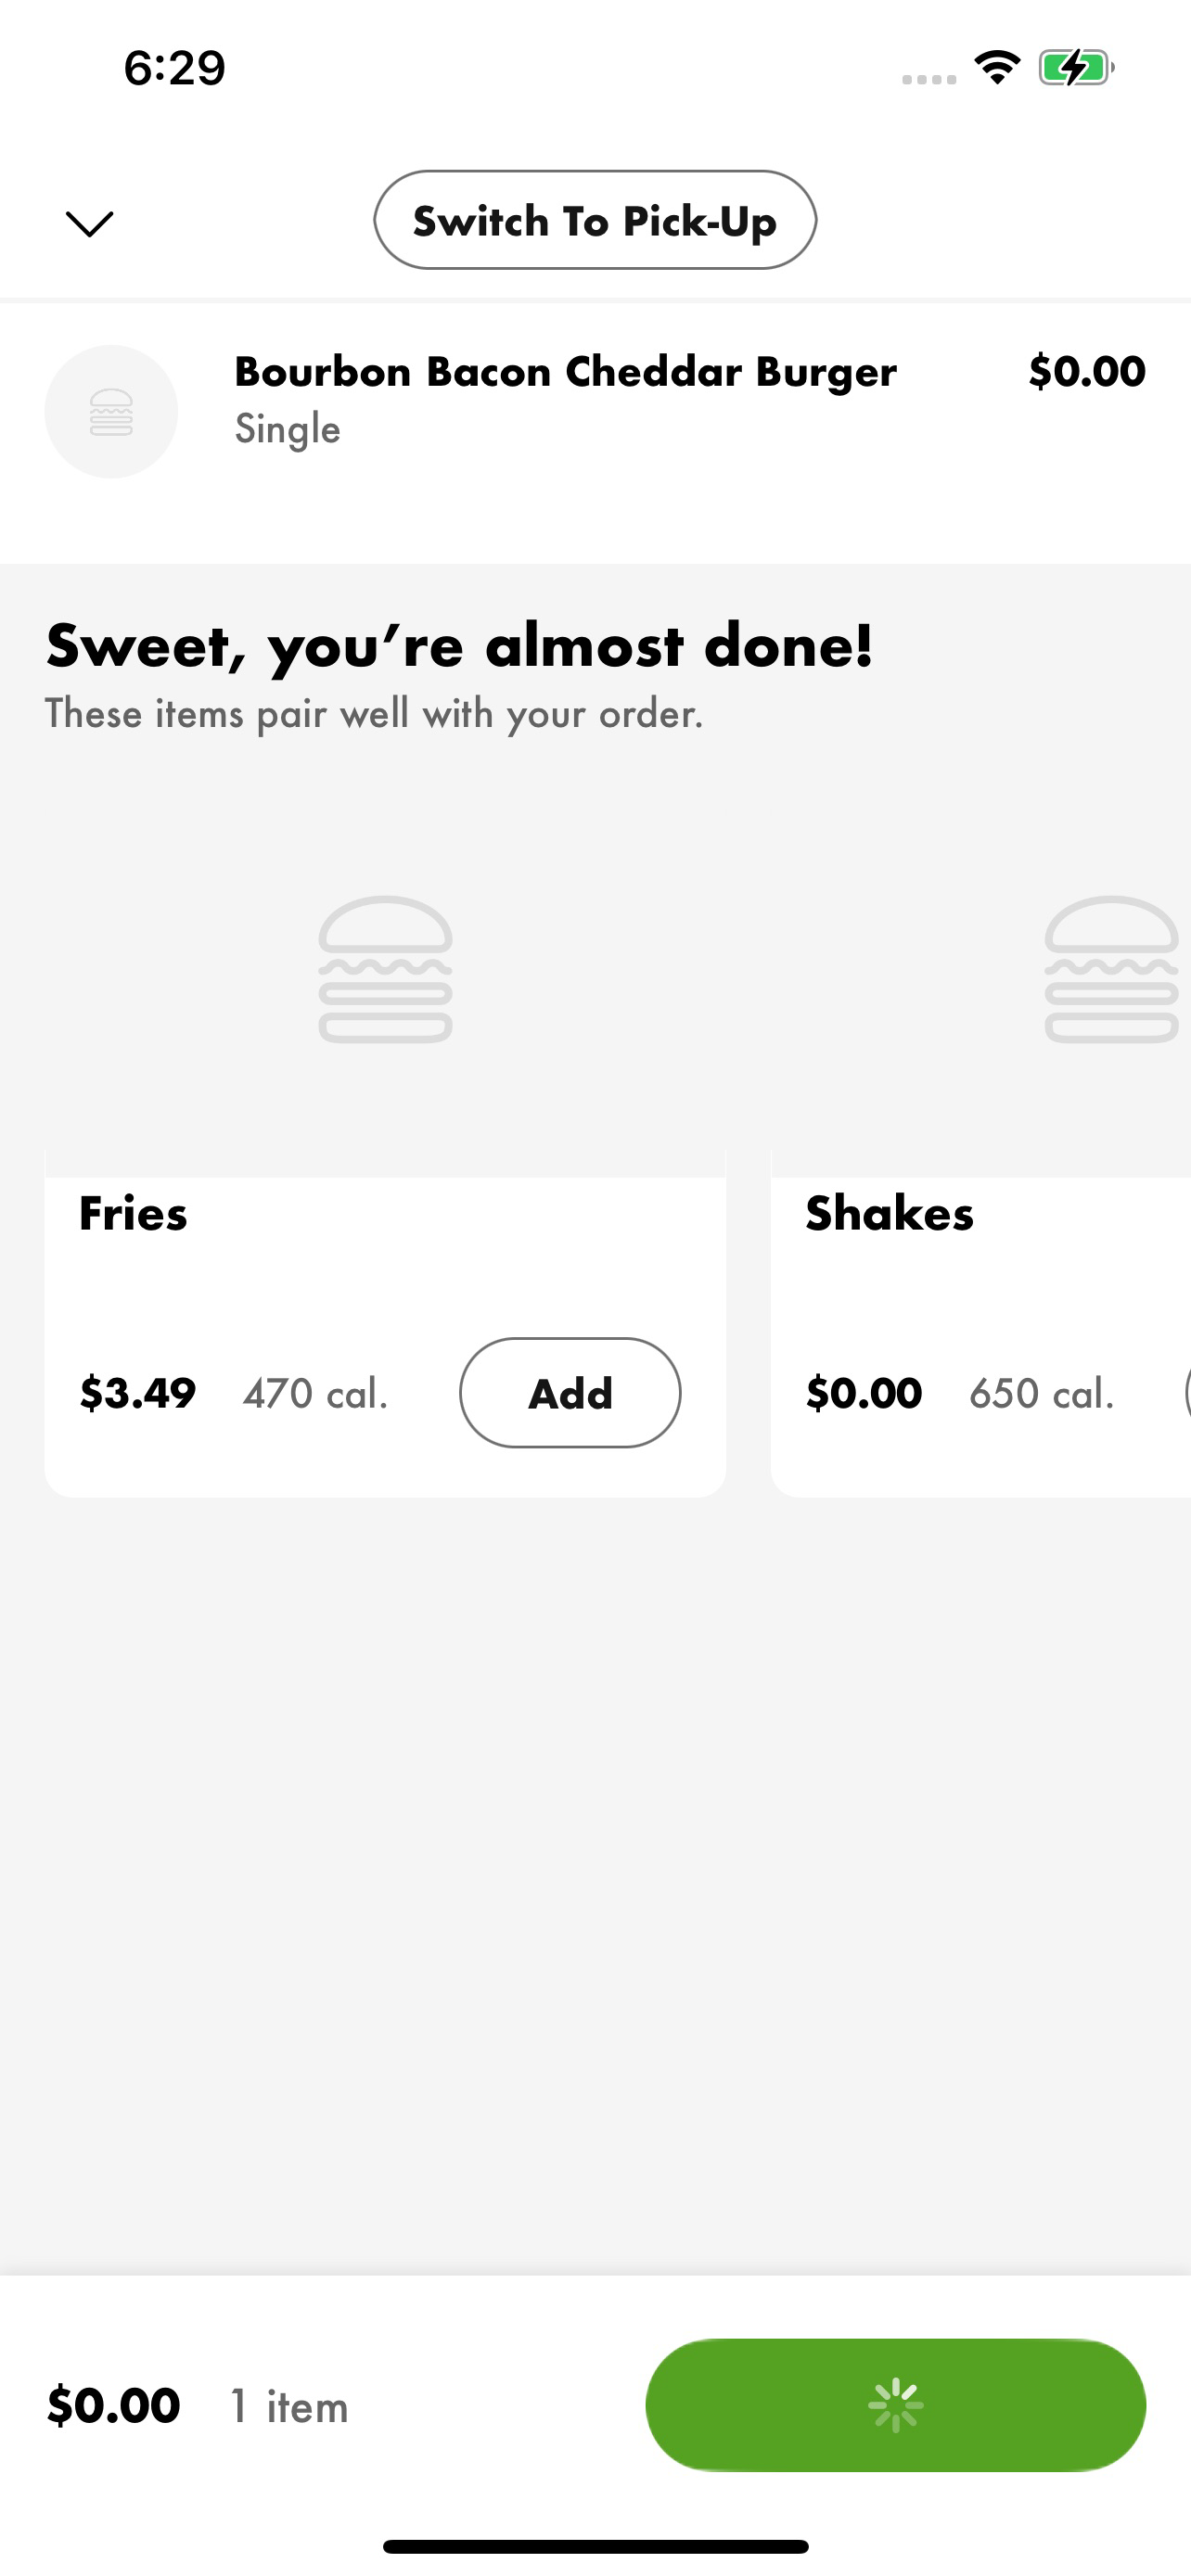 6:29
Switch To Pick-Up
Bourbon Bacon Cheddar Burger $0.00
Single
Sweet, you’re almost done!
These items pair well with your order.
Fries
$3.49 470 cal. Add
Shakes
$0.00 650 cal.
$0.00 1 item